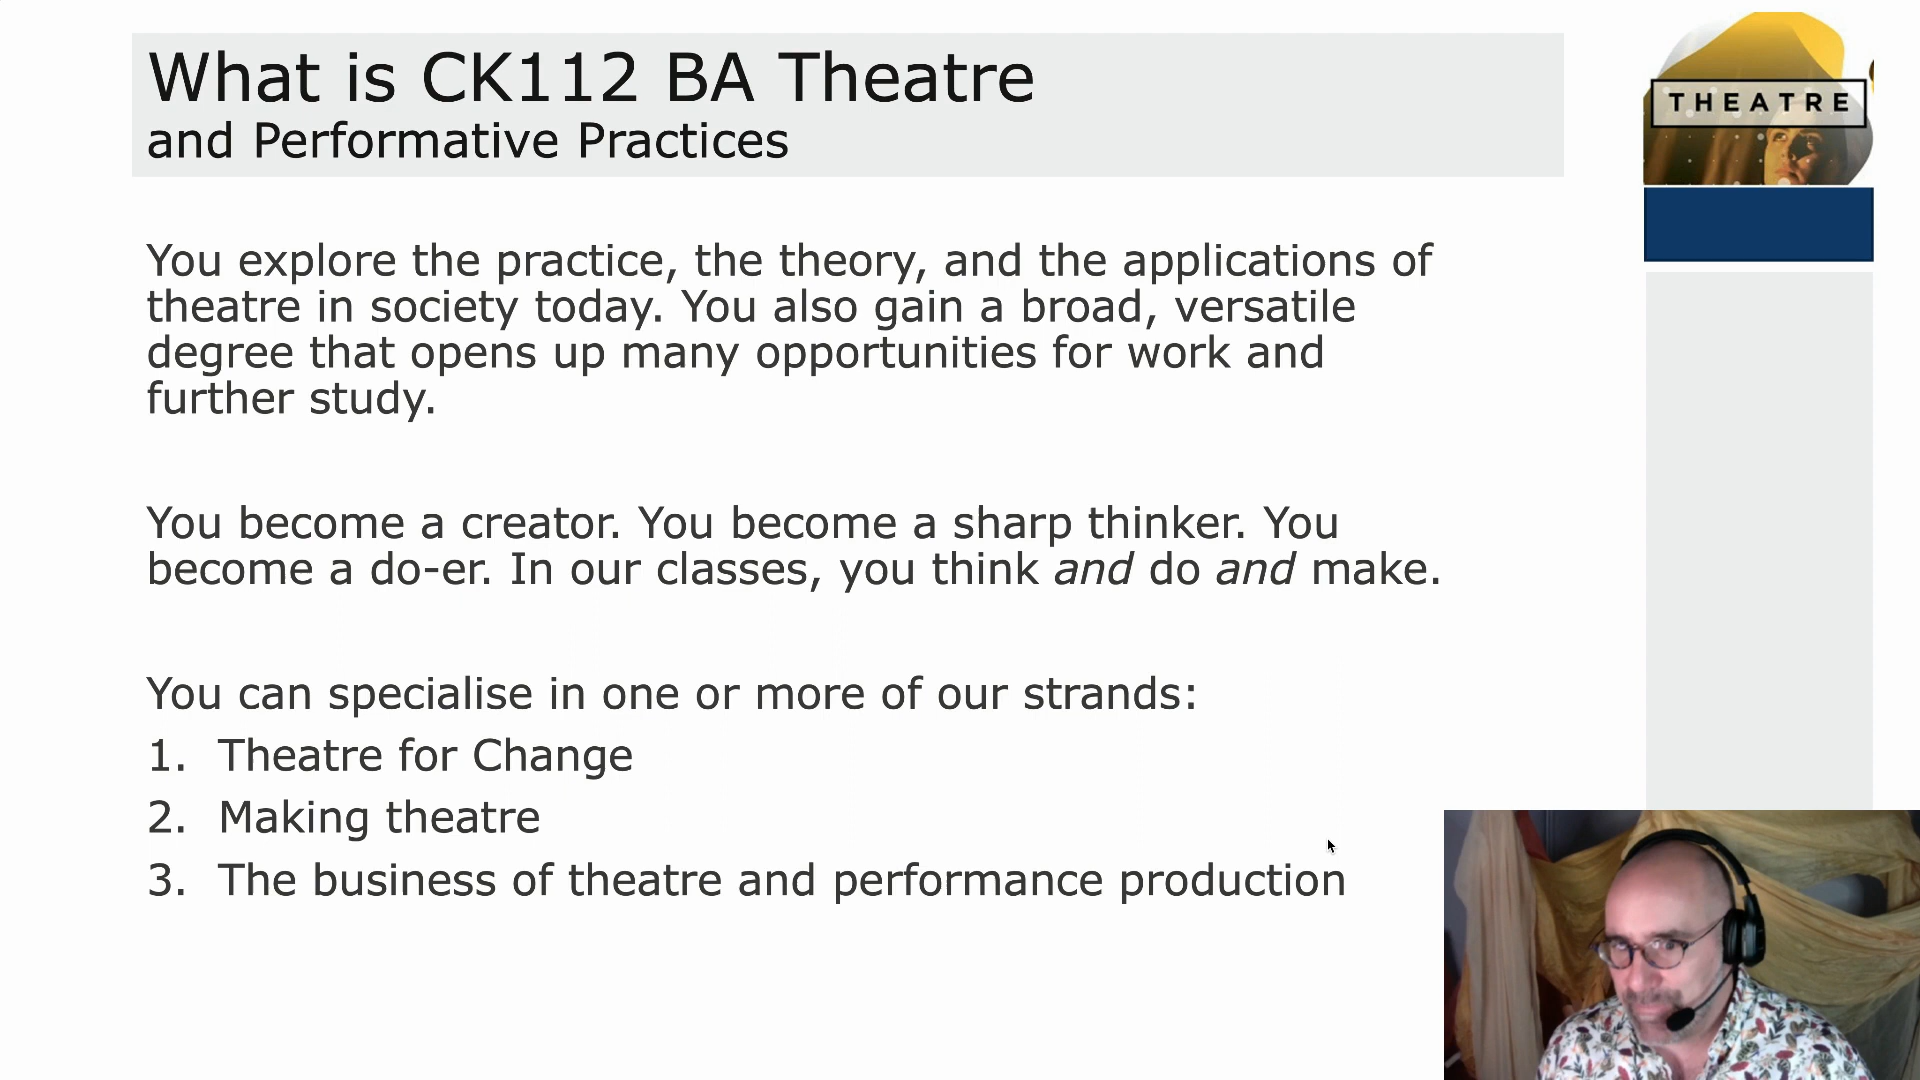 What is CK112 BA Theatre
and Performative Practices
THEATRE
You explore the practice, the theory, and the applications of
theatre in society today. You also gain a broad, versatile
degree that opens up many opportunities for work and
further study.
You become a creator. You become a sharp thinker. You
become a do-er. In our classes, you think and do and make.
You can specialise in one or more of our strands:
1. Theatre for Change
2. Making theatre
3. The business of theatre and performance production